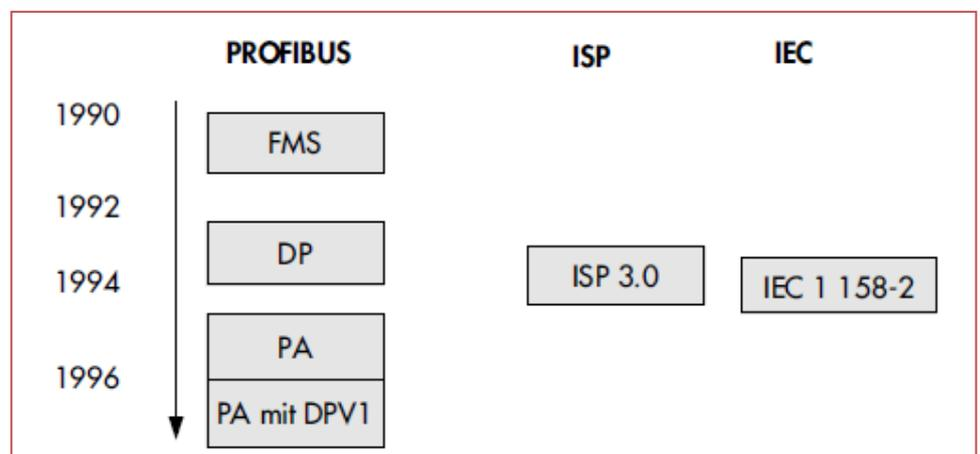 PROFIBUS ISP IEC
1990
FMS
1992
DP
ISP 3.0
1994
IEC 1 158-2
PA
1996
PA mit DPV1